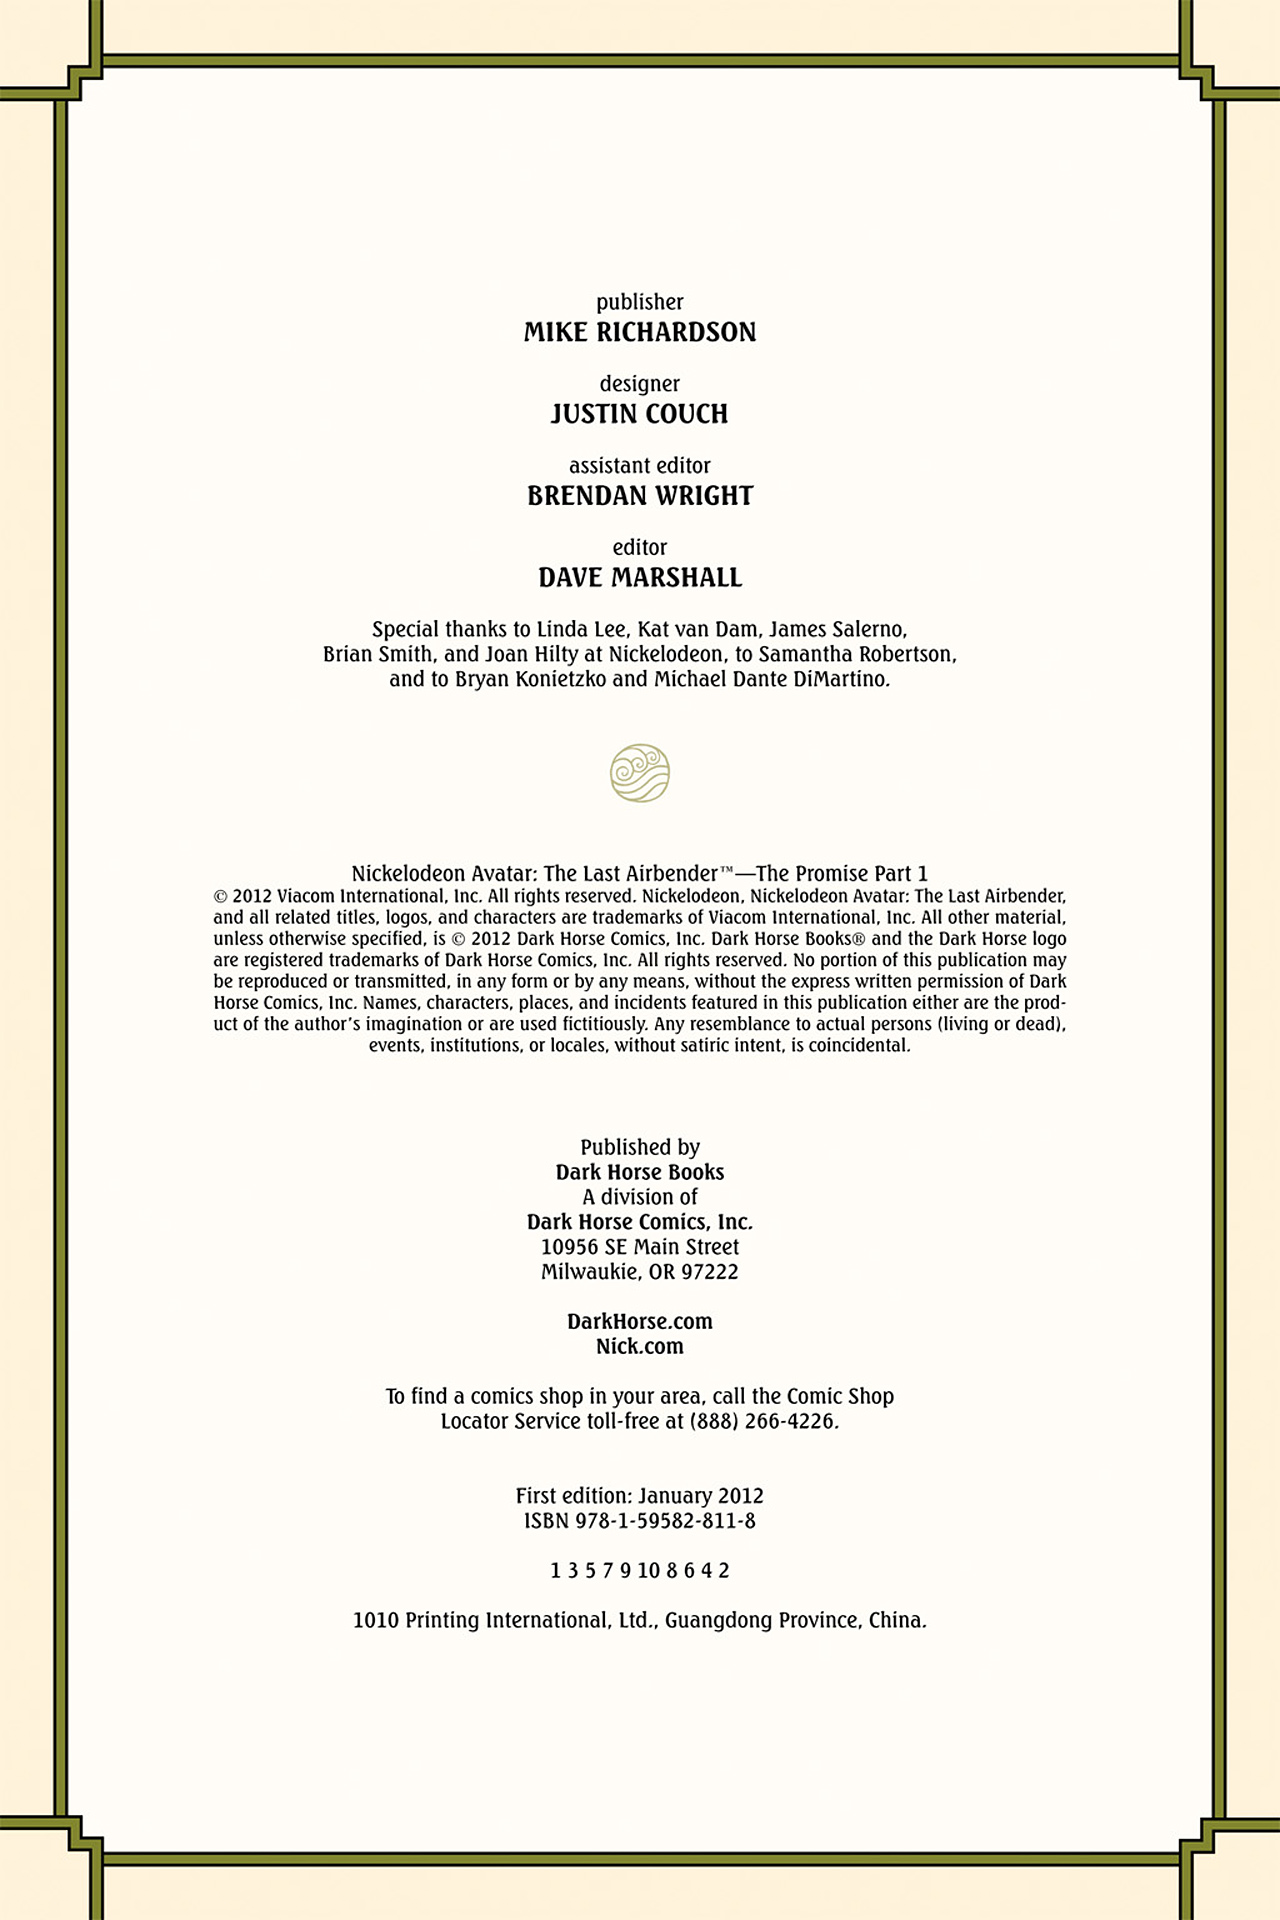 publisher
MIKE RICHARDSON
designer
JUSTIN COUCH
assistant editor
BRENDAN WRIGHT
editor
DAVE MARSHALL
Special thanks to Linda Lee, Kat van Dam, James Salerno,
Brian Smith, and Joan Hilty at Nickelodeon, to Samantha Robertson,
and to Bryan Konietzko and Michael Dante DiMartino.
Nickelodeon Avatar: The Last Airbender™—The Promise Part 1
© 2012 Viacom International, Inc. All rights reserved. Nickelodeon, Nickelodeon Avatar: The Last Airbender,
and all related titles, logos, and characters are trademarks of Viacom International, Inc. All other material,
unless otherwise specified, is © 2012 Dark Horse Comics, Inc. Dark Horse Books® and the Dark Horse logo
are registered trademarks of Dark Horse Comics, Inc. All rights reserved. No portion of this publication may
be reproduced or transmitted, in any form or by any means, without the express written permission of Dark
Horse Comics, Inc. Names, characters, places, and incidents featured in this publication either are the prod-
uct of the author's imagination or are used fictitiously. Any resemblance to actual persons (living or dead),
events, institutions, or locales, without satiric intent, is coincidental.
Published by
Dark Horse Books
A division of
Dark Horse Comics, Inc.
10956 SE Main Street
Milwaukie, OR 97222
DarkHorse.com
Nick.com
To find a comics shop in your area, call the Comic Shop
Locator Service toll-free at (888) 266-4226.
First edition: January 2012
ISBN 978-1-59582-811-8
1 3 5 7 9 10 8 6 4 2
1010 Printing International, Ltd., Guangdong Province, China.